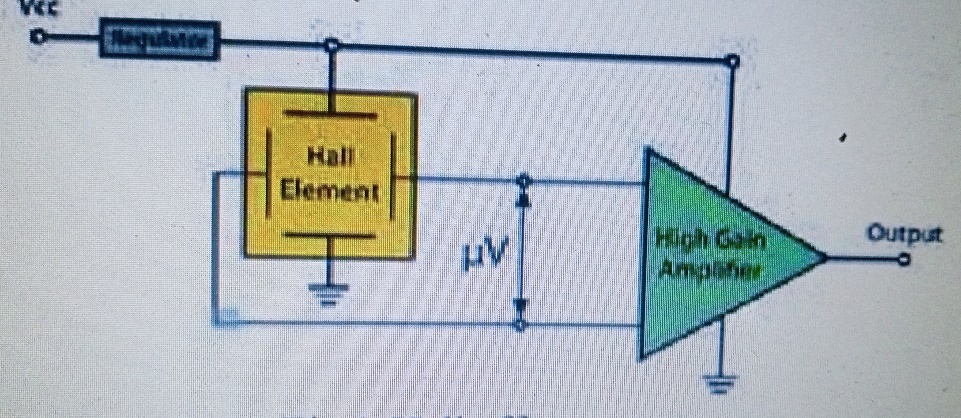 Vcc
Regulator
Hall
Element
μV
High Gain
Amplifier
Output